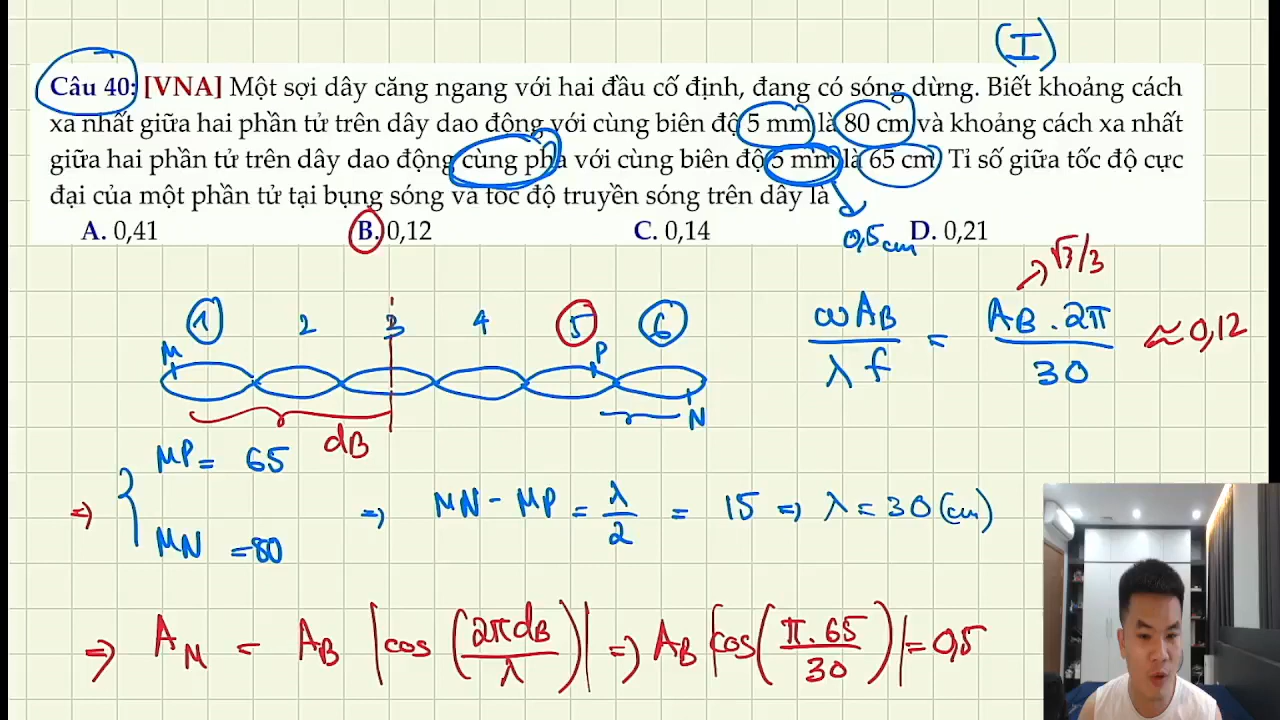 (I)
Câu 40: [VNA] Một sợi dây căng ngang với hai đầu cố định, đang có sóng dừng. Biết khoảng cách
xa nhất giữa hai phần tử trên dây dao động với cùng biên độ 5 mm là 80 cm và khoảng cách xa nhất
giữa hai phần tử trên dây dao động cùng pha với cùng biên độ 5 mm là 65 cm. Tỉ số giữa tốc độ cực
đại của một phần tử tại bụng sóng và tốc độ truyền sóng trên dây là
A. 0,41 B. 0,12 C. 0,14 D. 0,21
0,5 cm
√3/3
1 2 3 4 5 6
M P N
dB
ωAB / λf = AB . 2π / 30 ≈ 0,12
MP = 65
⇒ { ⇒ MN - MP = λ/2 = 15 ⇒ λ = 30 (cm)
MN = 80
⇒ AM = AB |cos(2πdB/λ)| ⇒ AB |cos(π.65/30)| = 0,5